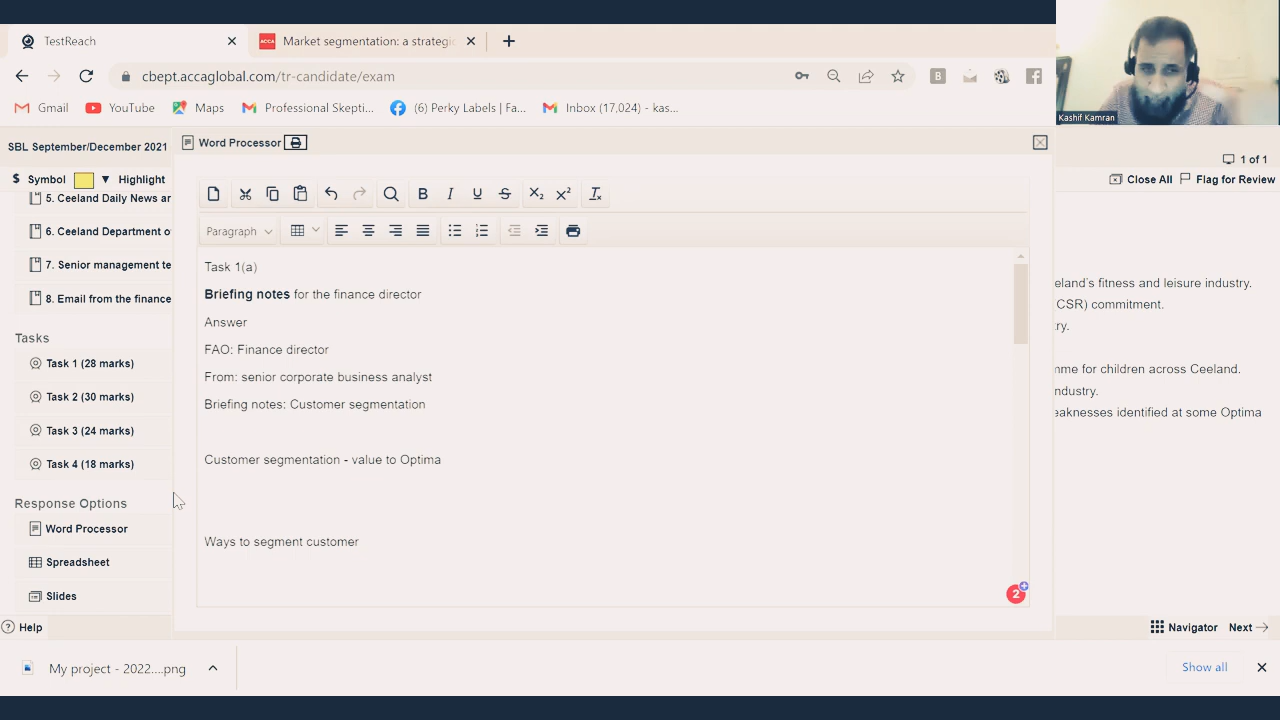 TestReach
Market segmentation: a strategic
cbept.accaglobal.com/tr-candidate/exam
Gmail
YouTube
Maps
Professional Skepti...
(6) Perky Labels | Fa...
Inbox (17,024) - kas...
Kashif Kamran
SBL September/December 2021
Word Processor
1 of 1
$ Symbol
Highlight
Close All
Flag for Review
5. Ceeland Daily News ar
6. Ceeland Department o
7. Senior management te
8. Email from the finance
Tasks
Task 1 (28 marks)
Task 2 (30 marks)
Task 3 (24 marks)
Task 4 (18 marks)
Response Options
Word Processor
Spreadsheet
Slides
Help
Paragraph
Task 1(a)
Briefing notes for the finance director
Answer
FAO: Finance director
From: senior corporate business analyst
Briefing notes: Customer segmentation
Customer segmentation - value to Optima
Ways to segment customer
2
eland's fitness and leisure industry.
CSR) commitment.
ry.
mme for children across Ceeland.
ndustry.
eaknesses identified at some Optima
Navigator
Next
My project - 2022....png
Show all